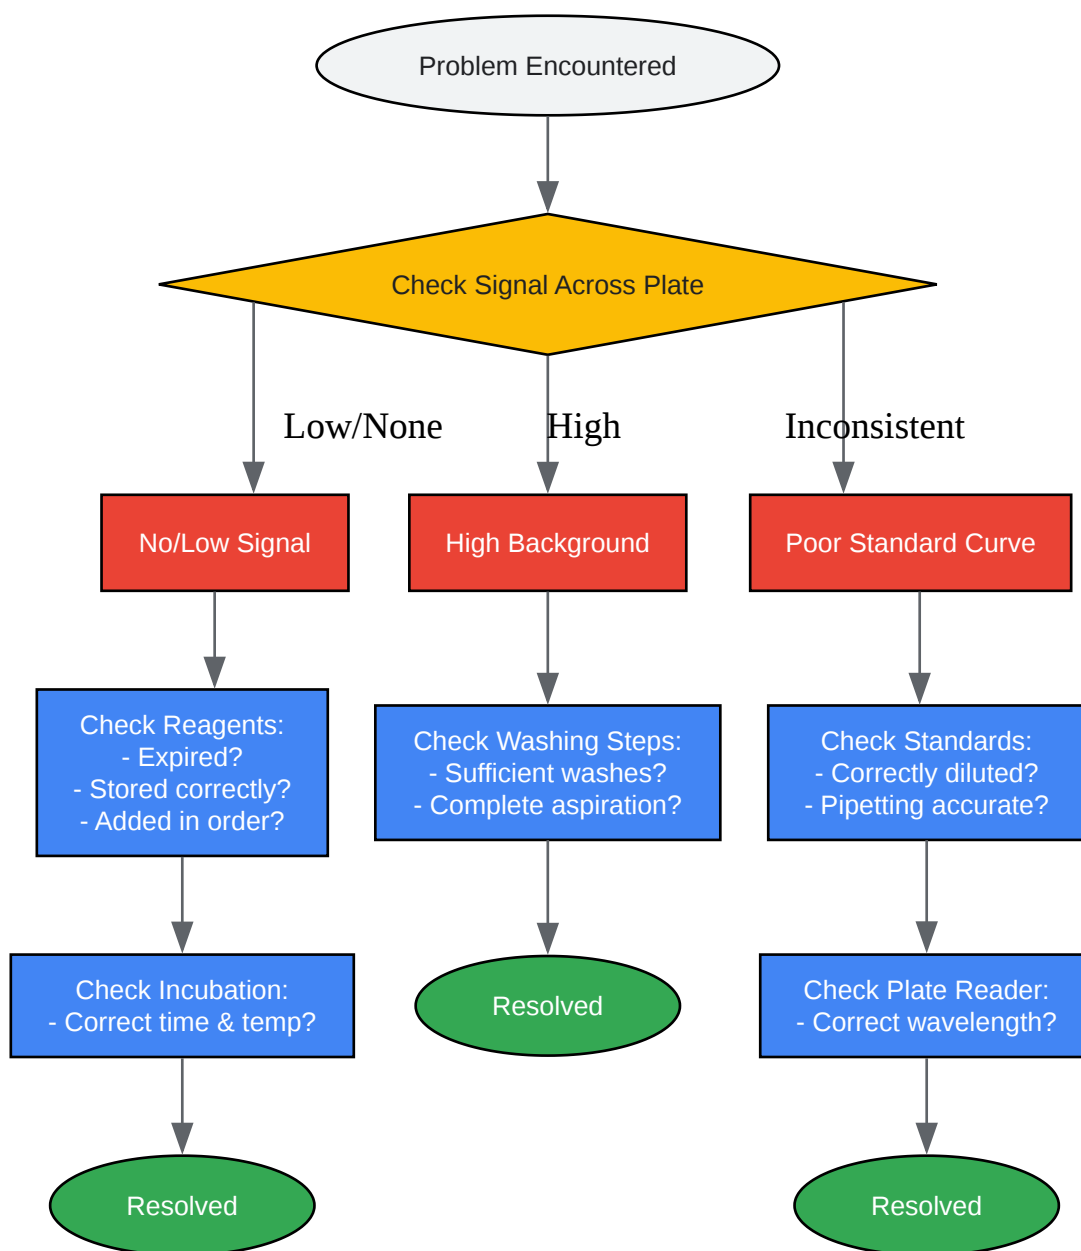 Problem Encountered
Check Signal Across Plate
Low/None
High
Inconsistent
No/Low Signal
High Background
Poor Standard Curve
Check Reagents:
- Expired?
- Stored correctly?
- Added in order?
Check Washing Steps:
- Sufficient washes?
- Complete aspiration?
Check Standards:
- Correctly diluted?
- Pipetting accurate?
Check Incubation:
- Correct time & temp?
Resolved
Check Plate Reader:
- Correct wavelength?
Resolved
Resolved